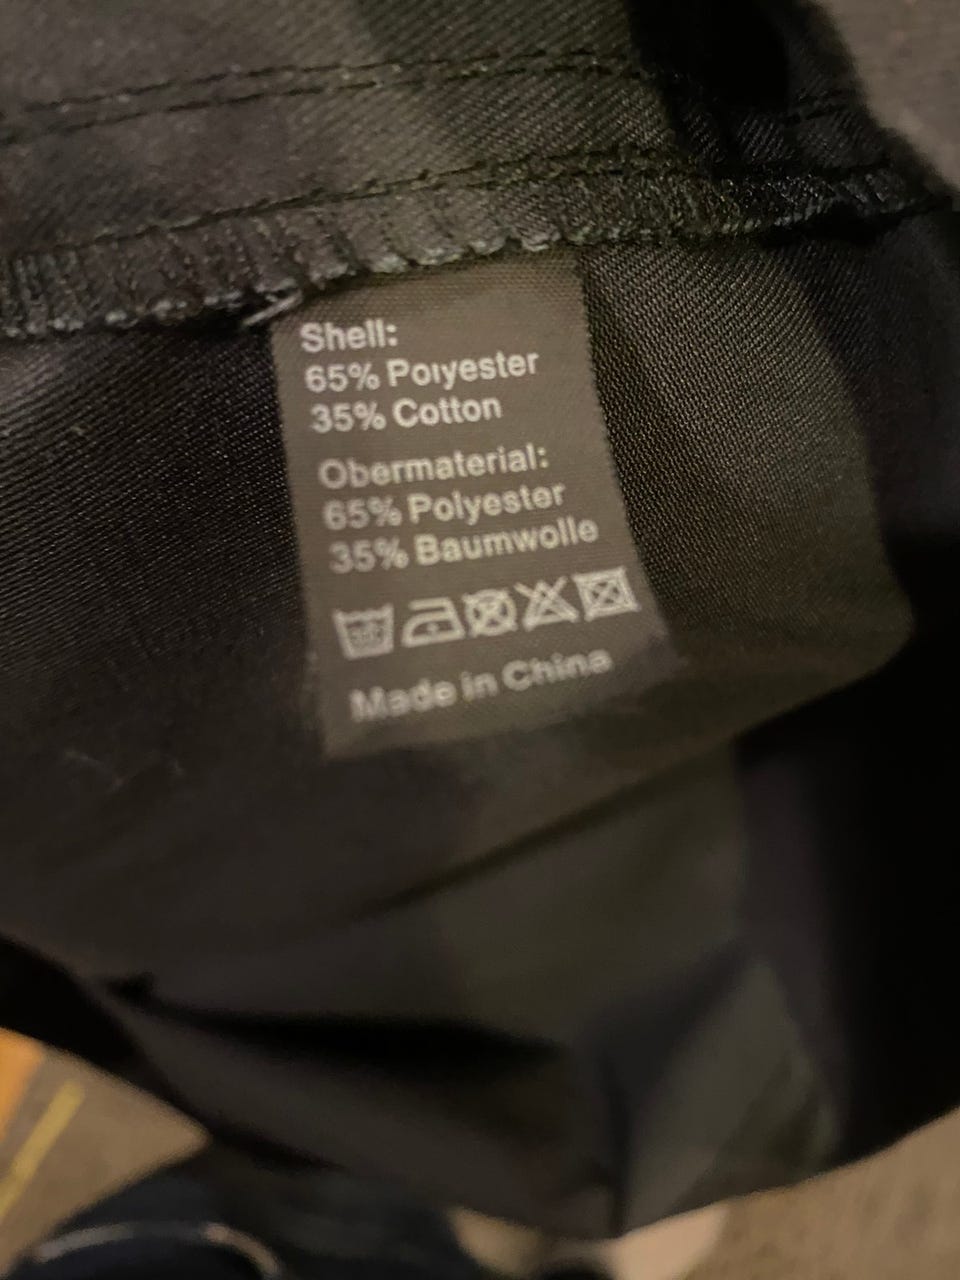 Shell:
65% Polyester
35% Cotton
Obermaterial:
65% Polyester
35% Baumwolle
Made in China